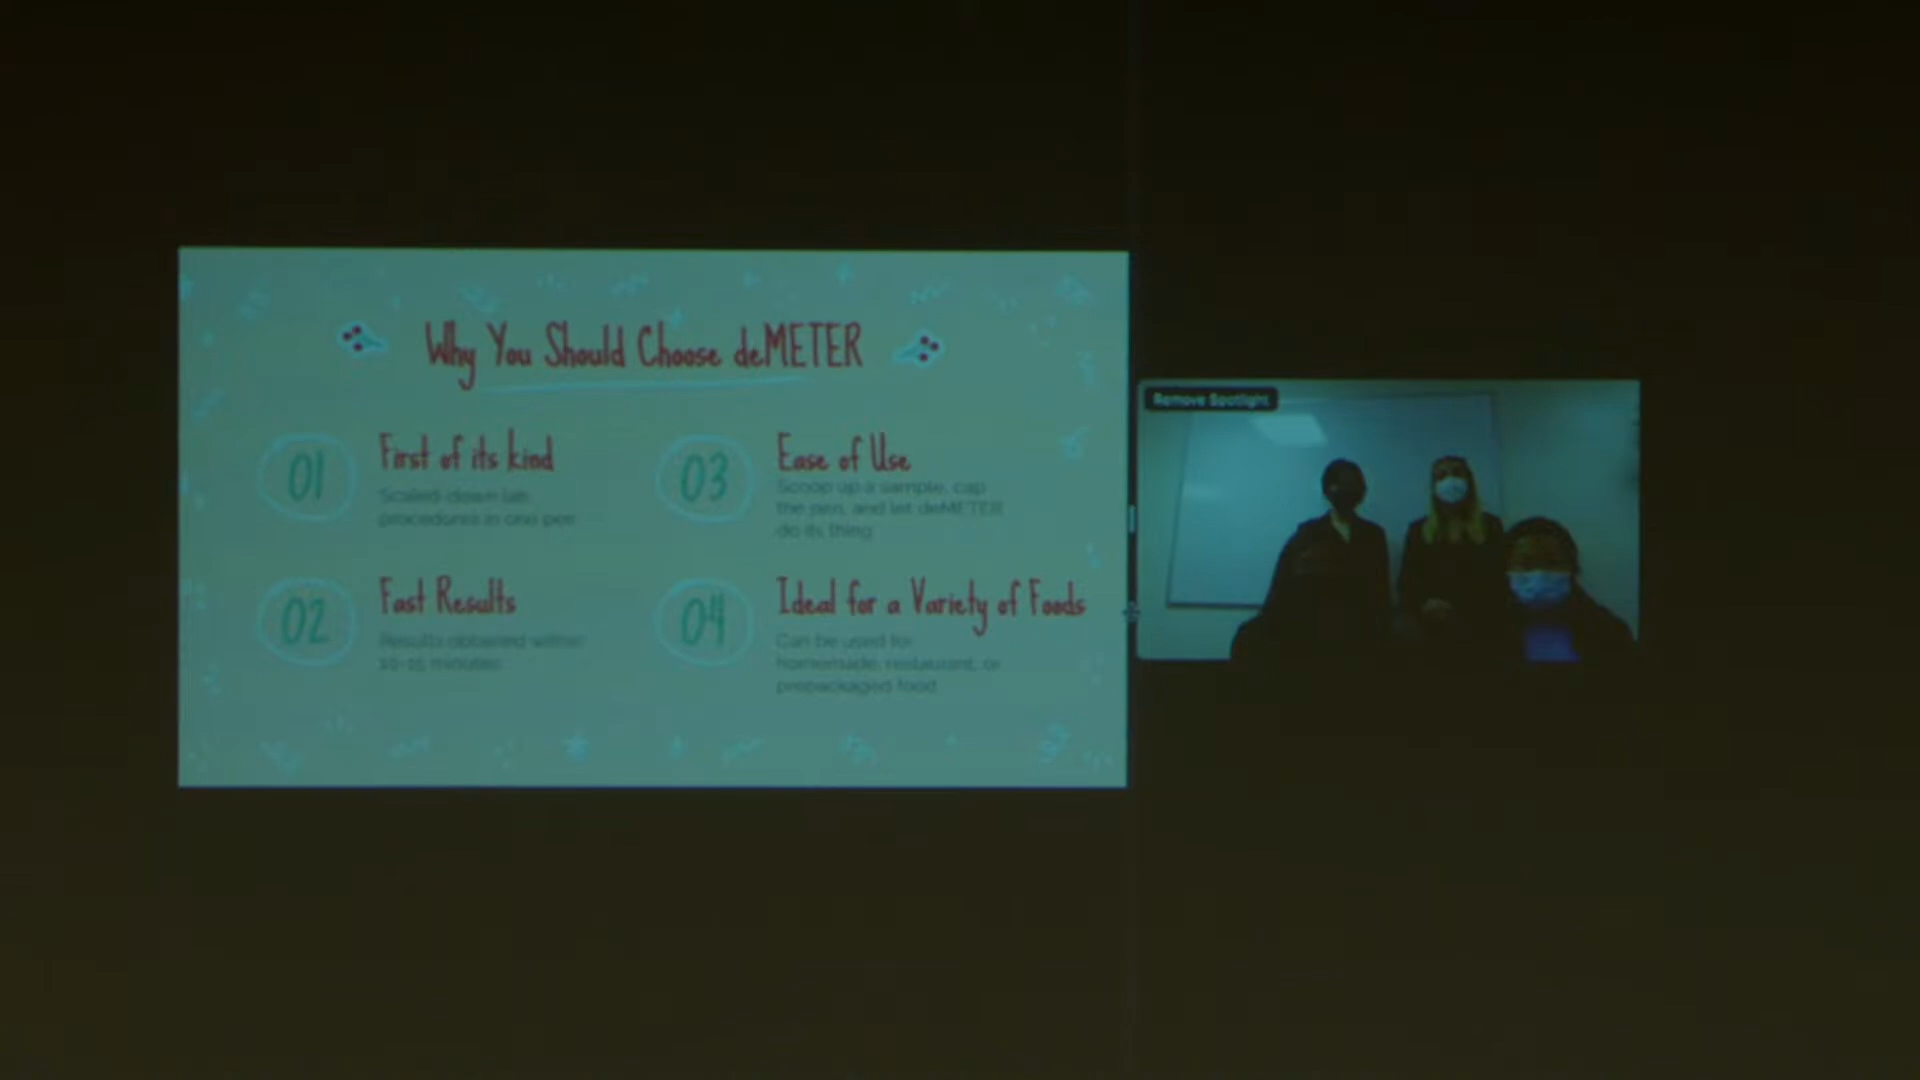 Why You Should Choose deMETER
01
First of its kind
Scaled-down lab
procedures in one pen
02
Fast Results
Results obtained within
10-15 minutes
03
Ease of Use
Scoop up a sample, cap
the pen, and let deMETER
do its thing
04
Ideal for a Variety of Foods
Can be used for
homemade, restaurant, or
prepackaged food
Remove Spotlight